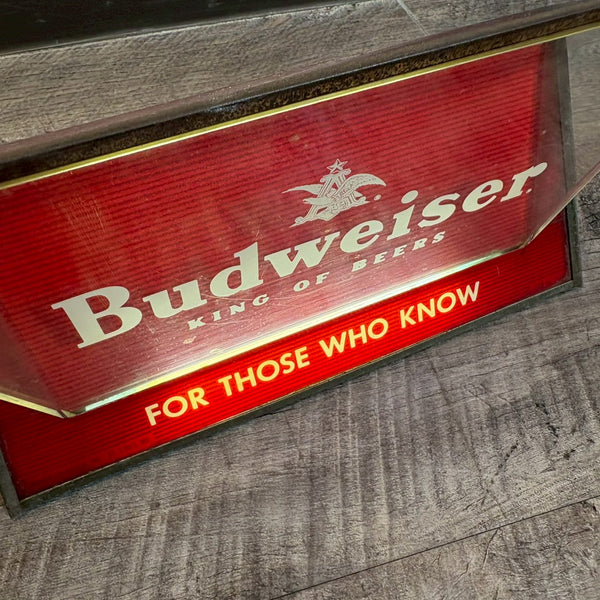 Budweiser
KING OF BEERS
FOR THOSE WHO KNOW